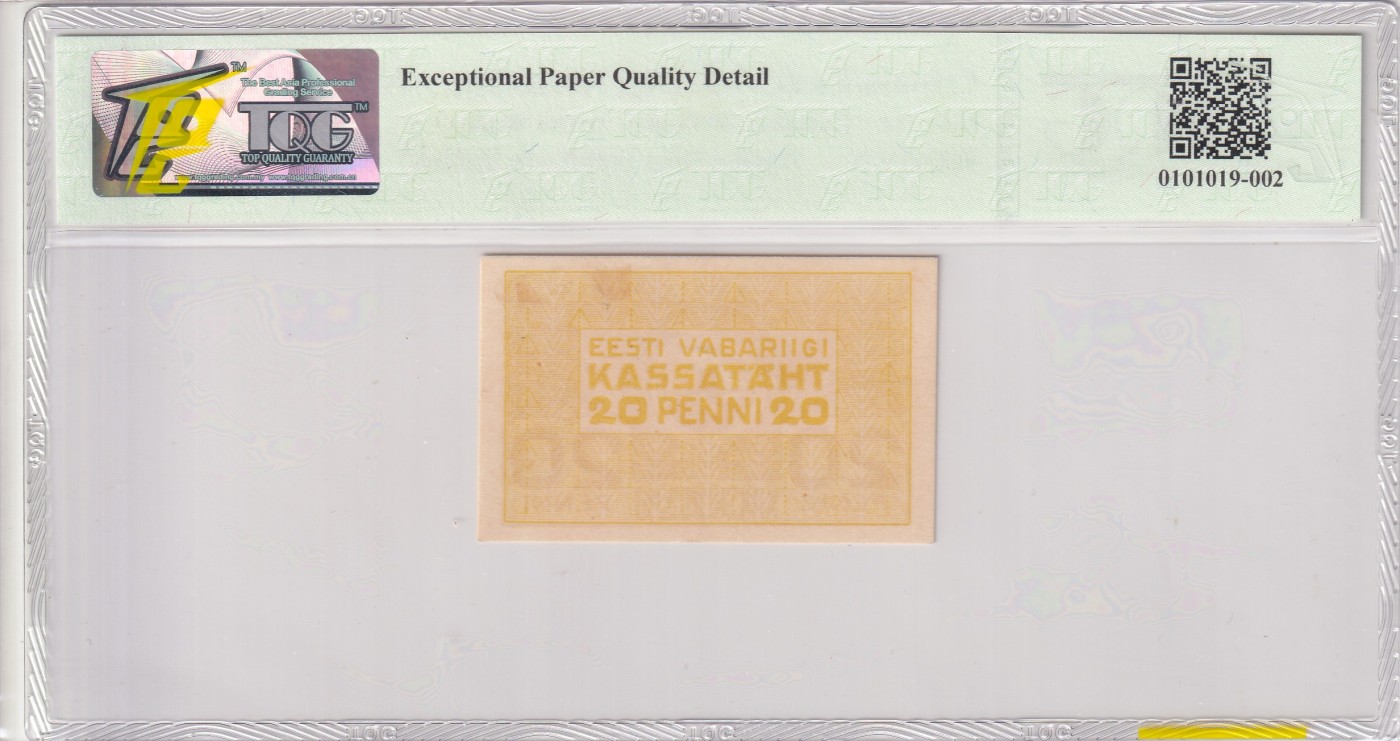 TM
The Best Asia Professional
Grading Service
TQG TM
TOP QUALITY GUARANTY
Exceptional Paper Quality Detail
0101019-002
EESTI VABARIIGI
KASSATÄHT
20 PENNI 20